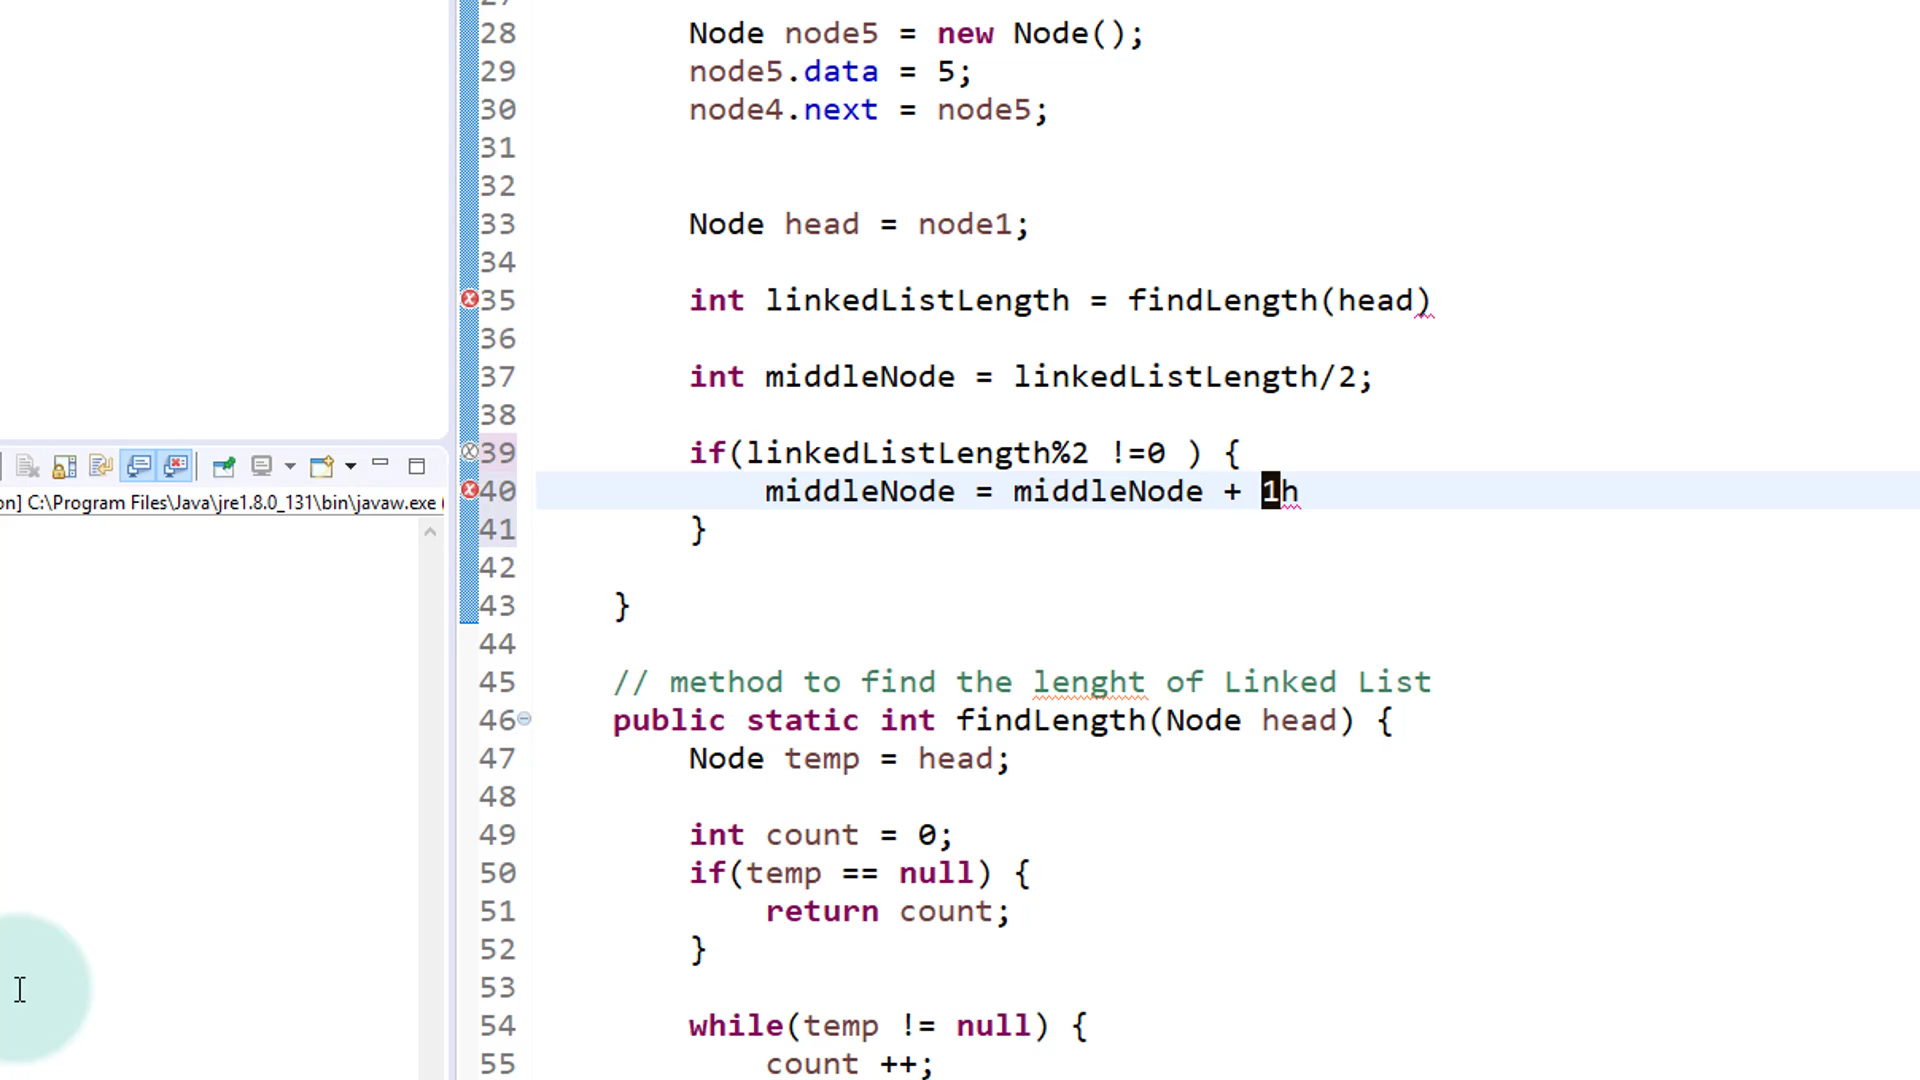 27
28 Node node5 = new Node();
29 node5.data = 5;
30 node4.next = node5;
31
32
33 Node head = node1;
34
35 int linkedListLength = findLength(head)
36
37 int middleNode = linkedListLength/2;
38
39 if(linkedListLength%2 !=0 ) {
40 middleNode = middleNode + 1h
41 }
42
43 }
44
45 // method to find the lenght of Linked List
46 public static int findLength(Node head) {
47 Node temp = head;
48
49 int count = 0;
50 if(temp == null) {
51 return count;
52 }
53
54 while(temp != null) {
55 count ++;
on] C:\Program Files\Java\jre1.8.0_131\bin\javaw.exe (